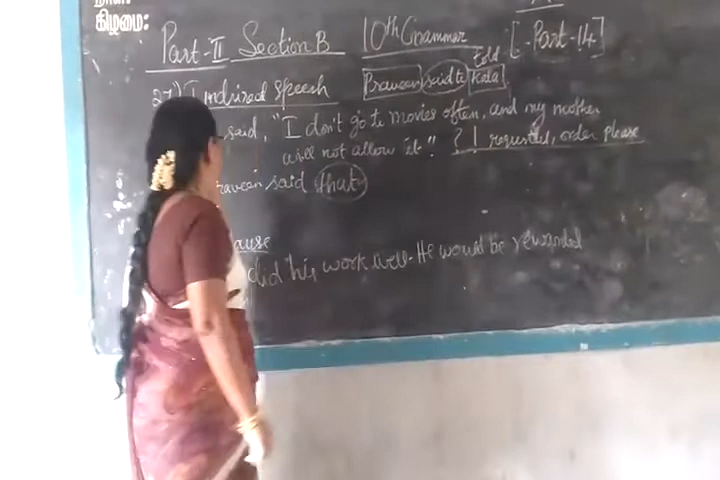 கிழமை:
Part-II Section B 10th Grammar [-Part-14]
told
27) Indirect Speech Praveen said to Kala
said, "I don't go to movies often, and my mother
will not allow it." ? ! requested, order please
raveen said that
ause
did his work well. He would be rewarded